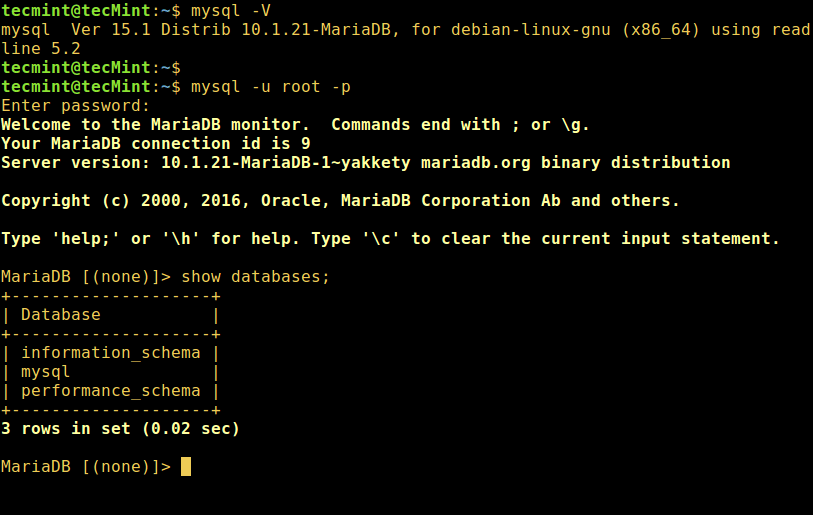 tecmint@tecMint:~$ mysql -V
mysql  Ver 15.1 Distrib 10.1.21-MariaDB, for debian-linux-gnu (x86_64) using read
line 5.2
tecmint@tecMint:~$
tecmint@tecMint:~$ mysql -u root -p
Enter password:
Welcome to the MariaDB monitor.  Commands end with ; or \g.
Your MariaDB connection id is 9
Server version: 10.1.21-MariaDB-1~yakkety mariadb.org binary distribution
Copyright (c) 2000, 2016, Oracle, MariaDB Corporation Ab and others.
Type 'help;' or '\h' for help. Type '\c' to clear the current input statement.
MariaDB [(none)]> show databases;
+--------------------+
| Database           |
+--------------------+
| information_schema |
| mysql              |
| performance_schema |
+--------------------+
3 rows in set (0.02 sec)
MariaDB [(none)]>